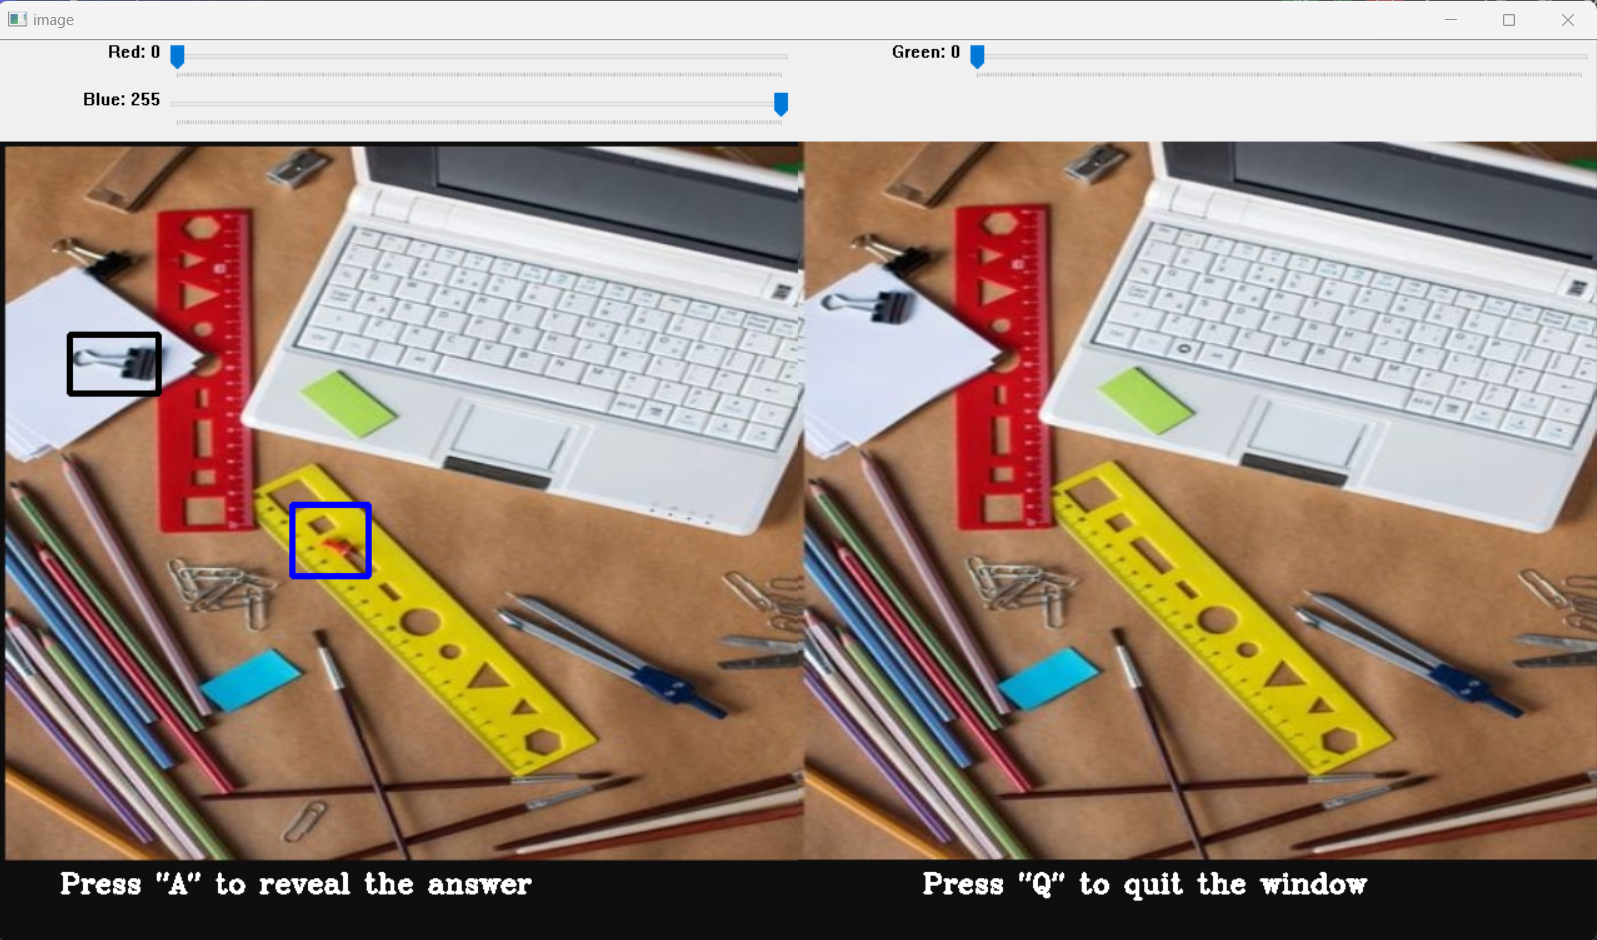 image
Red: 0
Green: 0
Blue: 255
Press "A" to reveal the answer
Press "Q" to quit the window